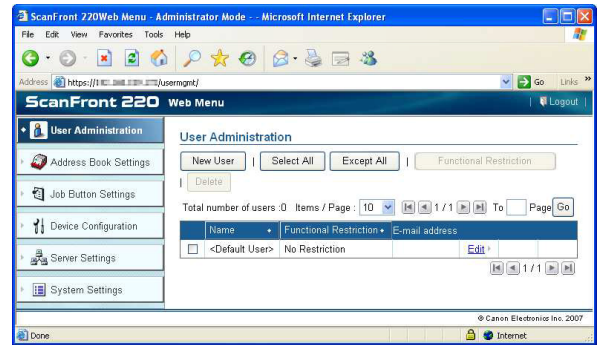 ScanFront 220Web Menu - Administrator Mode - - Microsoft Internet Explorer
File Edit View Favorites Tools Help
Address https:// /usermgmt/ Go Links »
ScanFront 220 Web Menu | Logout |
User Administration
Address Book Settings
Job Button Settings
Device Configuration
Server Settings
System Settings
User Administration
New User | Select All Except All | Functional Restriction
| Delete
Total number of users :0 Items / Page : 10 1 / 1 To Page Go
Name Functional Restriction E-mail address
<Default User> No Restriction Edit
1 / 1
© Canon Electronics Inc. 2007
Done Internet